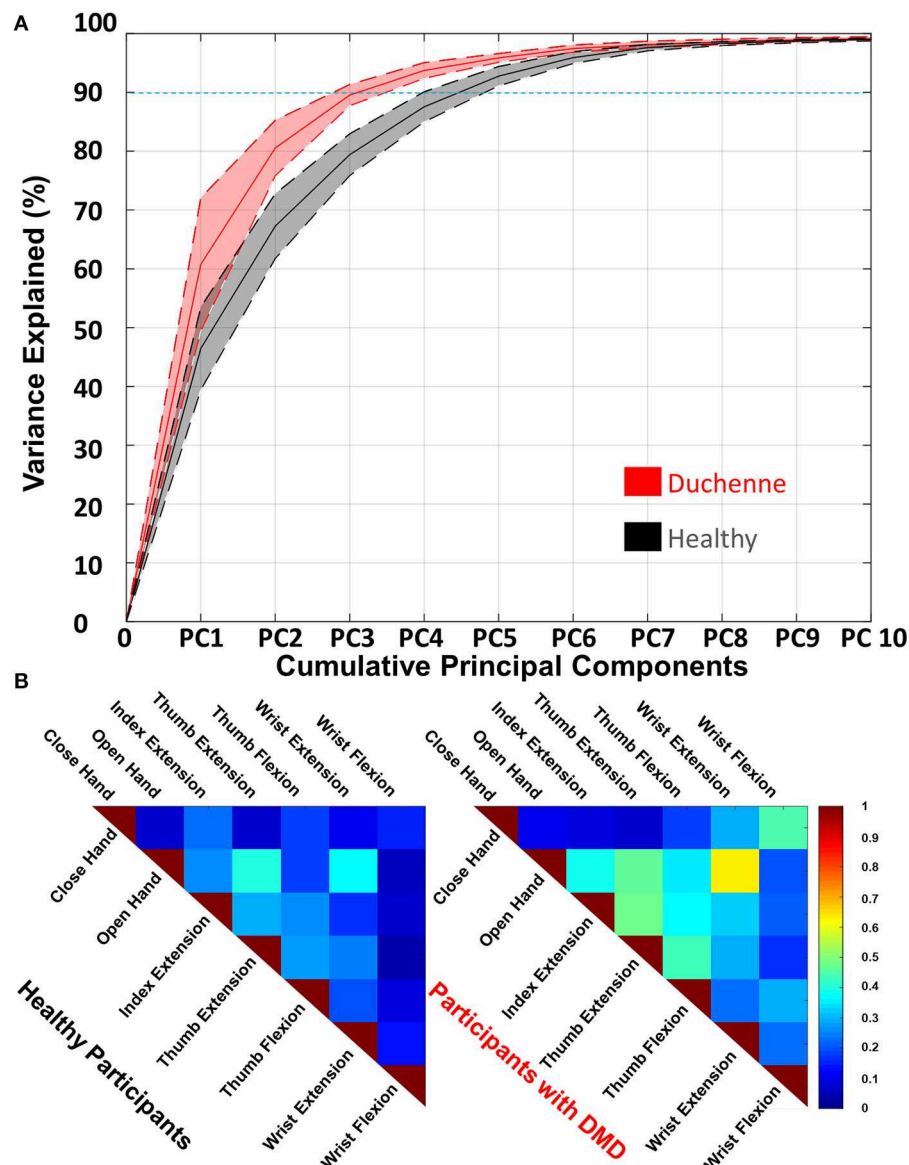 A
100
90
80
70
60
50
40
30
20
10
0
Variance Explained (%)
Duchenne
Healthy
0 PC1 PC2 PC3 PC4 PC5 PC6 PC7 PC8 PC9 PC 10
Cumulative Principal Components
B
Close Hand
Open Hand
Index Extension
Thumb Extension
Thumb Flexion
Wrist Extension
Wrist Flexion
Close Hand
Open Hand
Index Extension
Thumb Extension
Thumb Flexion
Wrist Extension
Wrist Flexion
Healthy Participants
Close Hand
Open Hand
Index Extension
Thumb Extension
Thumb Flexion
Wrist Extension
Wrist Flexion
Close Hand
Open Hand
Index Extension
Thumb Extension
Thumb Flexion
Wrist Extension
Wrist Flexion
Participants with DMD
1
0.9
0.8
0.7
0.6
0.5
0.4
0.3
0.2
0.1
0